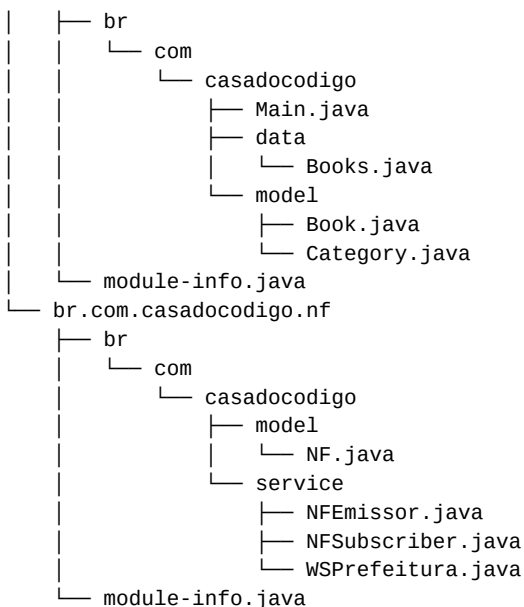 │   ├── br
│   │   └── com
│   │       └── casadocodigo
│   │           ├── Main.java
│   │           ├── data
│   │           │   └── Books.java
│   │           └── model
│   │               ├── Book.java
│   │               └── Category.java
│   └── module-info.java
└── br.com.casadocodigo.nf
    ├── br
    │   └── com
    │       └── casadocodigo
    │           ├── model
    │           │   └── NF.java
    │           └── service
    │               ├── NFEmissor.java
    │               ├── NFSubscriber.java
    │               └── WSPrefeitura.java
    └── module-info.java